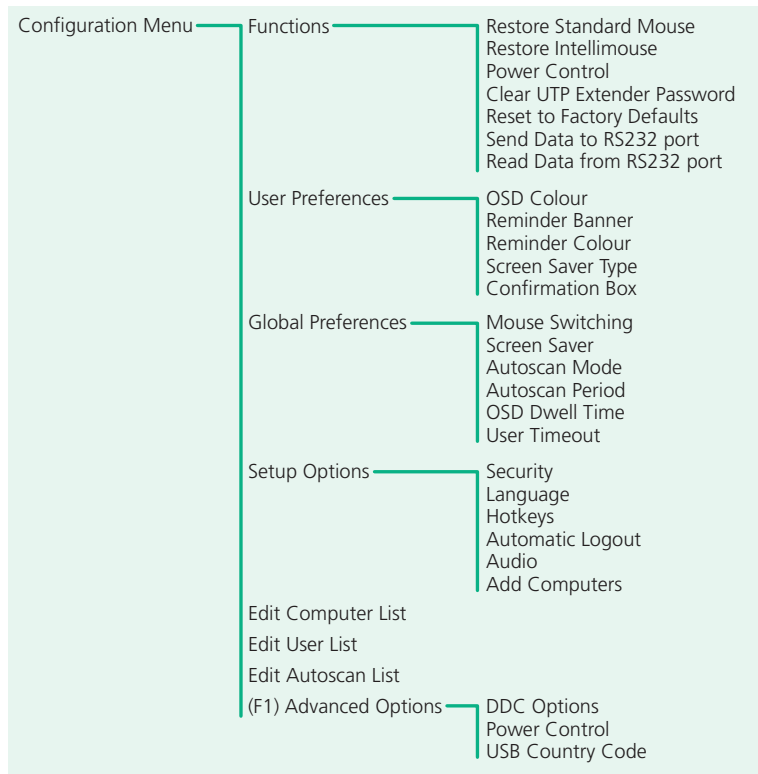 Configuration Menu
Functions
Restore Standard Mouse
Restore Intellimouse
Power Control
Clear UTP Extender Password
Reset to Factory Defaults
Send Data to RS232 port
Read Data from RS232 port
User Preferences
OSD Colour
Reminder Banner
Reminder Colour
Screen Saver Type
Confirmation Box
Global Preferences
Mouse Switching
Screen Saver
Autoscan Mode
Autoscan Period
OSD Dwell Time
User Timeout
Setup Options
Security
Language
Hotkeys
Automatic Logout
Audio
Add Computers
Edit Computer List
Edit User List
Edit Autoscan List
(F1) Advanced Options
DDC Options
Power Control
USB Country Code